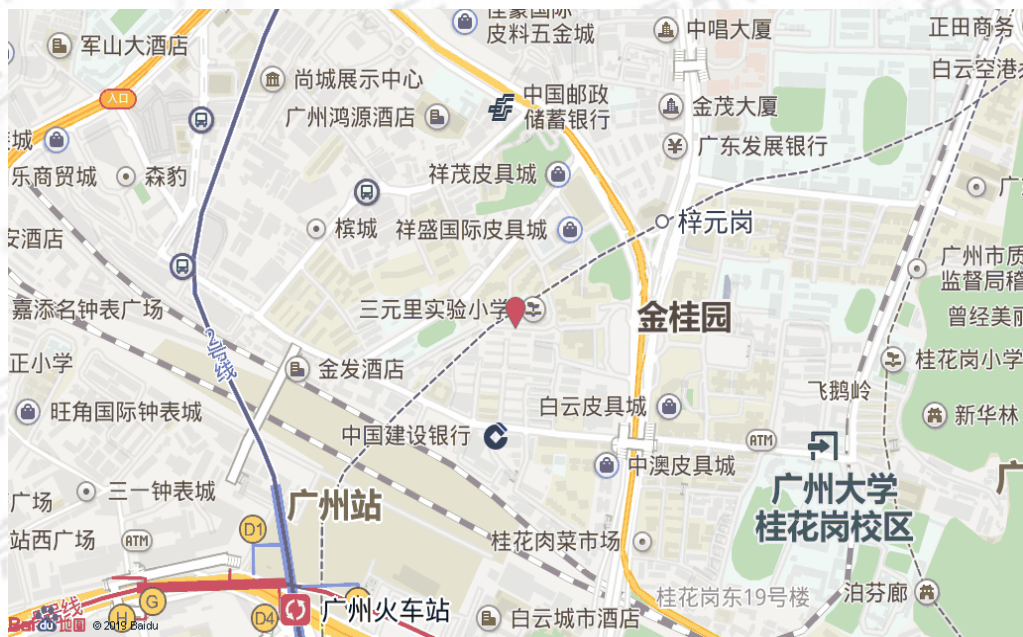 佳豪国际
皮料五金城
中唱大厦
正田商务
军山大酒店
尚城展示中心
白云空港
入口
广州鸿源酒店
中国邮政
储蓄银行
金茂大厦
城
广东发展银行
乐商贸城
森豹
祥茂皮具城
广
槟城
祥盛国际皮具城
梓元岗
安酒店
广州市质
监督局稽
嘉添名钟表广场
三元里实验小学
金桂园
曾经美丽
2号线
正小学
金发酒店
桂花岗小学
飞鹅岭
旺角国际钟表城
白云皮具城
新华林
中国建设银行
ATM
中澳皮具城
广
三一钟表城
广州站
广州大学
桂花岗校区
广场
站西广场
ATM
D1
桂花肉菜市场
G
H
D4
广州火车站
桂花岗东19号楼
泊芬廊
白云城市酒店
号线
Bai du 地图
© 2019 Baidu